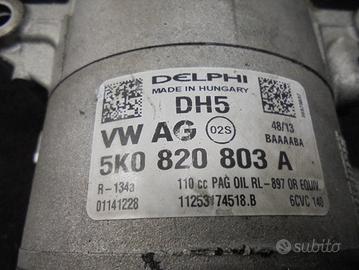 DELPHI
MADE IN HUNGARY
DH5
VW AG 02S 48/13
BAAAABA
5K0 820 803 A
R-134a 110 cc PAG OIL RL-897 OR EQUIV.
01141228 11253174518.B 6CVC 140
subito